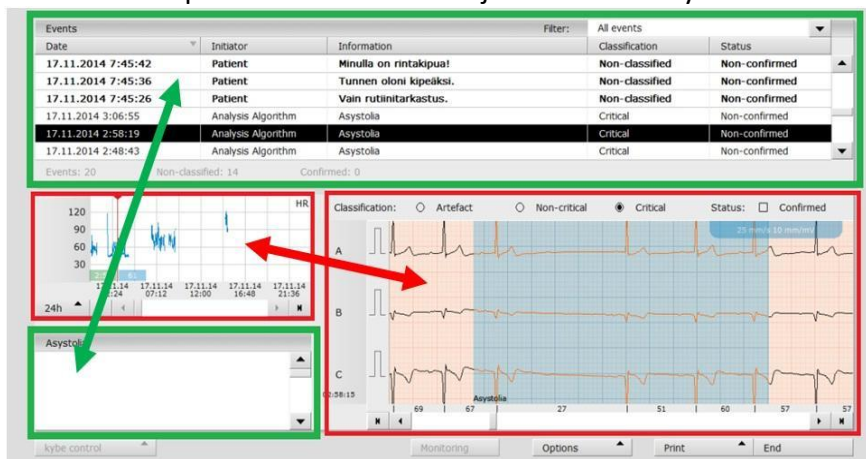 Events Filter: All events
Date Initiator Information Classification Status
17.11.2014 7:45:42 Patient Minulla on rintakipua! Non-classified Non-confirmed
17.11.2014 7:45:36 Patient Tunnen oloni kipeäksi. Non-classified Non-confirmed
17.11.2014 7:45:26 Patient Vain rutiinitarkastus. Non-classified Non-confirmed
17.11.2014 3:06:55 Analysis Algorithm Asystolia Critical Non-confirmed
17.11.2014 2:58:19 Analysis Algorithm Asystolia Critical Non-confirmed
17.11.2014 2:48:43 Analysis Algorithm Asystolia Critical Non-confirmed
Events: 20 Non-classified: 14 Confirmed: 0
HR
120
90
60
30
17.11.14 17.11.14 17.11.14 17.11.14
07:12 12:00 16:48 21:36
24h
Classification: Artefact Non-critical Critical Status: Confirmed
25 mm/s 10 mm/mV
A
B
C
Asystolia
02:58:15
69 67 27 51 60 57 57
kybe control Monitoring Options Print End